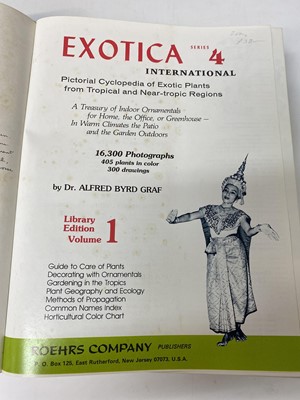 EXOTICA SERIES 4
INTERNATIONAL
Pictorial Cyclopedia of Exotic Plants
from Tropical and Near-tropic Regions
A Treasury of Indoor Ornamentals
for Home, the Office, or Greenhouse —
In Warm Climates the Patio
and the Garden Outdoors
16,300 Photographs
405 plants in color
300 drawings
by Dr. ALFRED BYRD GRAF
Library
Edition
Volume 1
Guide to Care of Plants
Decorating with Ornamentals
Gardening in the Tropics
Plant Geography and Ecology
Methods of Propagation
Common Names Index
Horticultural Color Chart
ROEHRS COMPANY PUBLISHERS
P. O. Box 125, East Rutherford, New Jersey 07073, U.S.A.